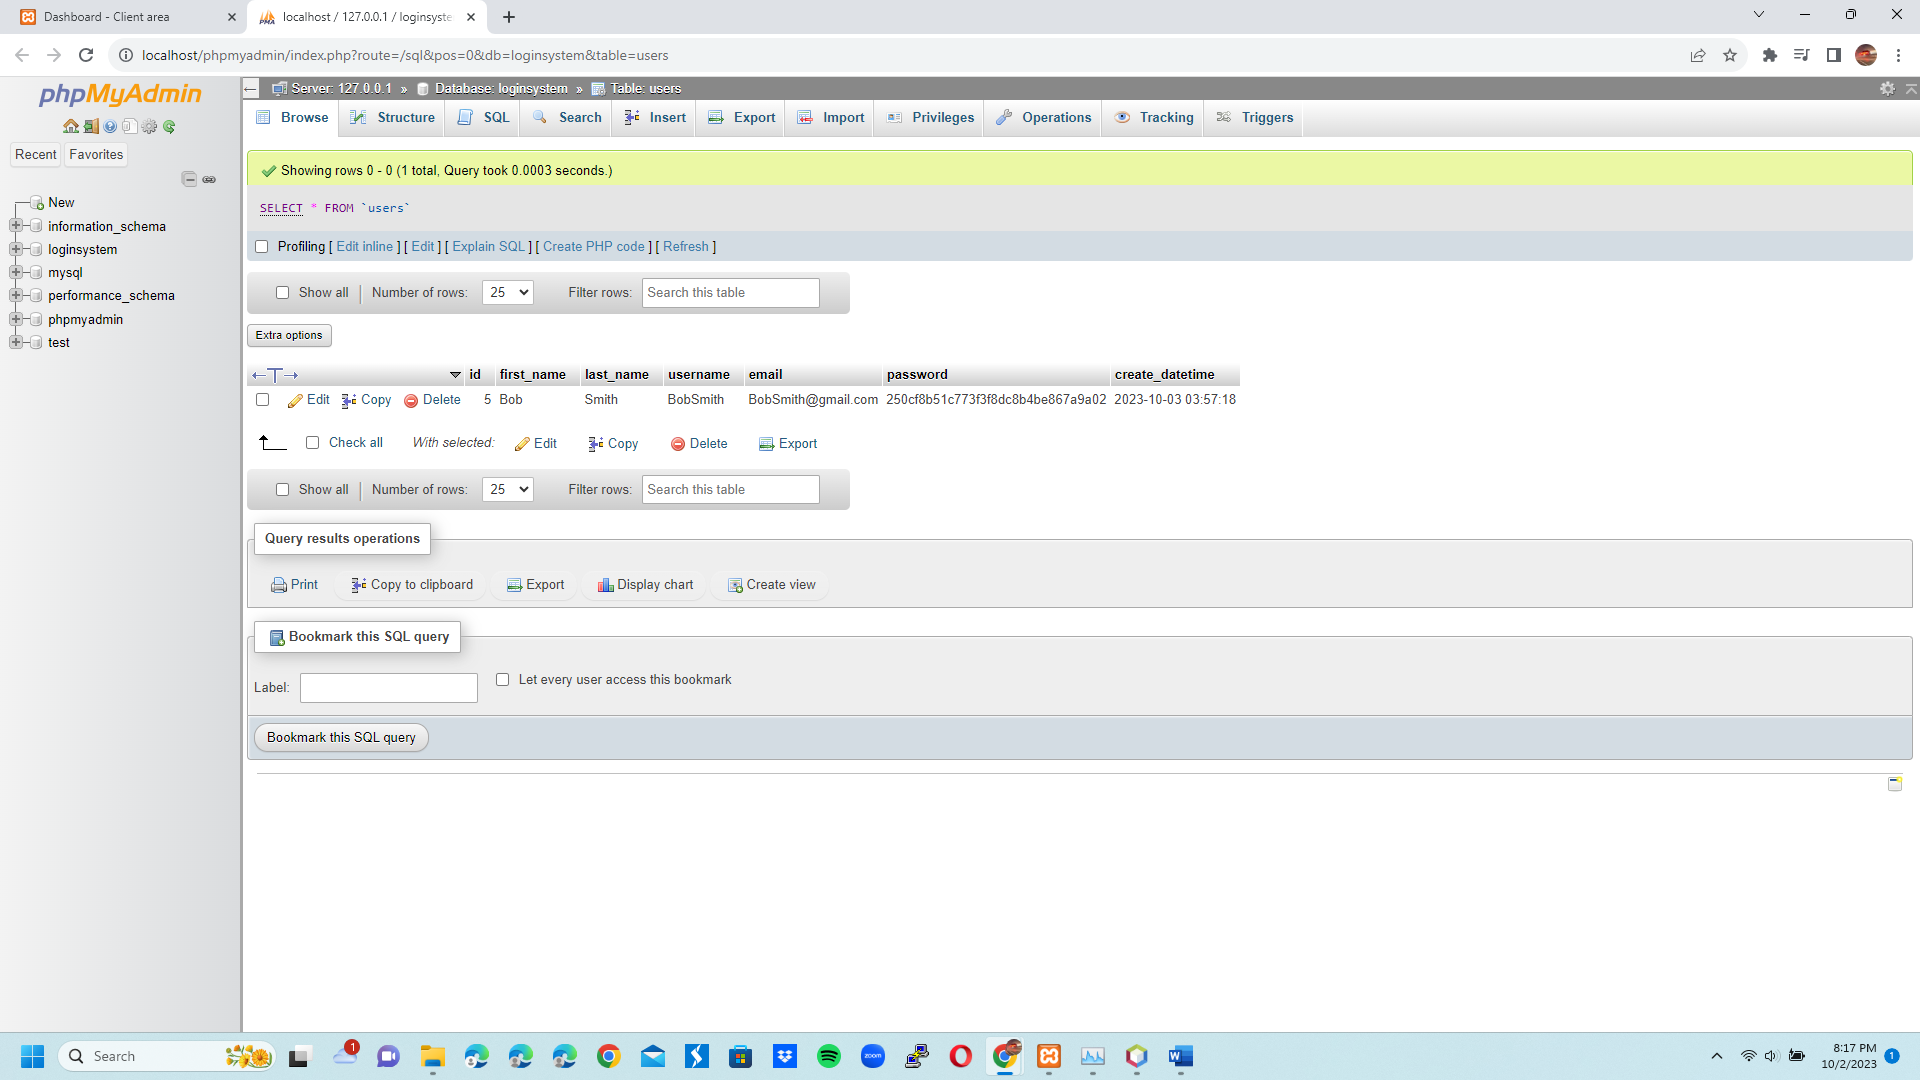 Dashboard - Client area
localhost / 127.0.0.1 / loginsyste
localhost/phpmyadmin/index.php?route=/sql&pos=0&db=loginsystem&table=users
phpMyAdmin
Recent Favorites
New
information_schema
loginsystem
mysql
performance_schema
phpmyadmin
test
Server: 127.0.0.1 » Database: loginsystem » Table: users
Browse Structure SQL Search Insert Export Import Privileges Operations Tracking Triggers
Showing rows 0 - 0 (1 total, Query took 0.0003 seconds.)
SELECT * FROM `users`
Profiling [ Edit inline ] [ Edit ] [ Explain SQL ] [ Create PHP code ] [ Refresh ]
Show all Number of rows: 25 Filter rows: Search this table
Extra options
←T→ id first_name last_name username email password create_datetime
Edit Copy Delete 5 Bob Smith BobSmith BobSmith@gmail.com 250cf8b51c773f3f8dc8b4be867a9a02 2023-10-03 03:57:18
Check all With selected: Edit Copy Delete Export
Show all Number of rows: 25 Filter rows: Search this table
Query results operations
Print Copy to clipboard Export Display chart Create view
Bookmark this SQL query
Label: Let every user access this bookmark
Bookmark this SQL query
Search 1 zoom 8:17 PM
10/2/2023 1